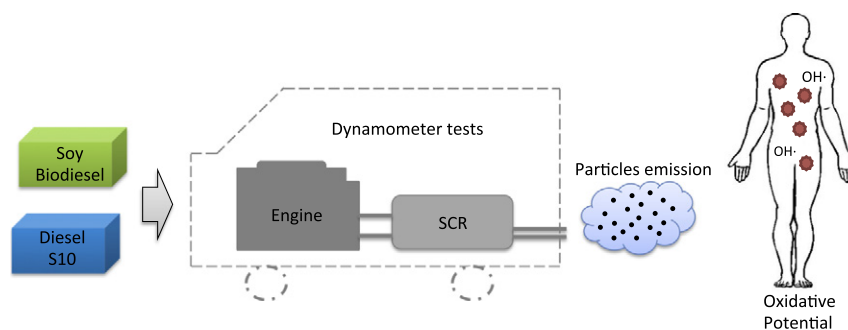 Soy
Biodiesel
Diesel
S10
Dynamometer tests
Engine
SCR
Particles emission
OH·
OH·
Oxidative
Potential